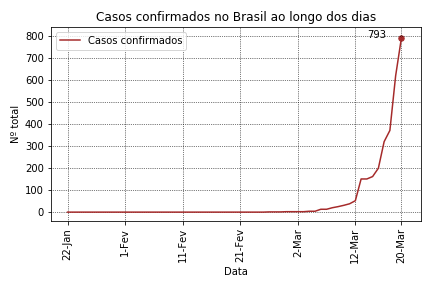 Casos confirmados no Brasil ao longo dos dias
793
Casos confirmados
Nº total
800
700
600
500
400
300
200
100
0
22-Jan
1-Fev
11-Fev
21-Fev
2-Mar
12-Mar
20-Mar
Data